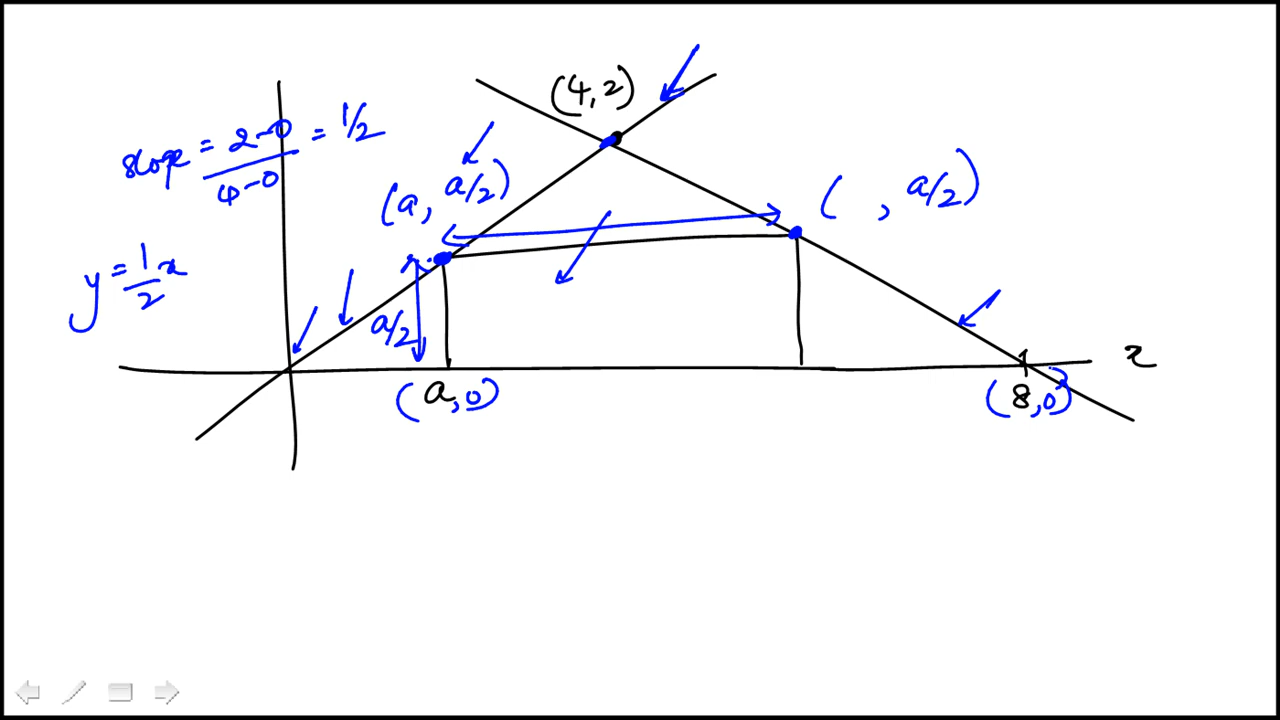 (4,2)
slope = 2-0/4-0 = 1/2
(a, a/2)
( , a/2)
y = 1/2 x
a/2
x
(a,0)
(8,0)